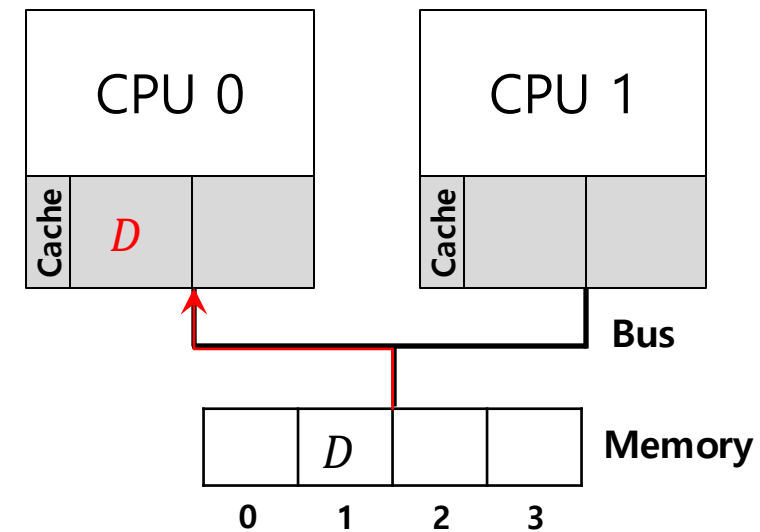 CPU 0
CPU 1
Cache
D
Cache
Bus
D
Memory
0 1 2 3